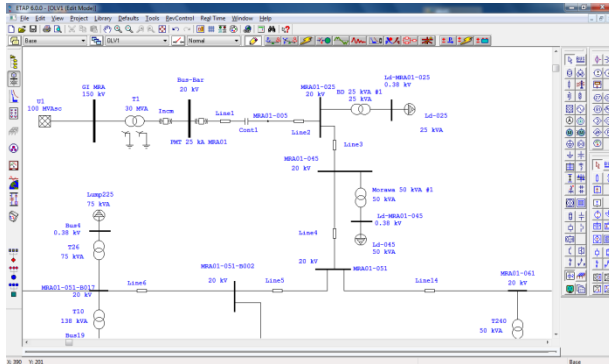 ETAP 6.0.0 - [OLV1 (Edit Mode)]
File Edit View Project Library Defaults Tools RevControl Real Time Window Help
Base
OLV1
Normal
GI MRA
150 kV
U1
100 MVAsc
T1
30 MVA
Incm
Bus-Bar
20 kV
PMT 25 kA MRA01
Line1
Cont1
MRA01-005
Line2
MRA01-025
20 kV
EO 25 kVA #1
25 kVA
Ld-MRA01-025
0.38 kV
Ld-025
25 kVA
Line3
MRA01-045
20 kV
Morawa 50 kVA #1
50 kVA
Ld-MRA01-045
0.38 kV
Ld-045
50 kVA
Line4
Lump225
75 kVA
Bus4
0.38 kV
T26
75 kVA
MRA01-051-B017
20 kV
Line6
MRA01-051-B002
20 kV
Line5
MRA01-051
20 kV
Line14
MRA01-061
20 kV
T10
138 kVA
Bus19
T240
50 kVA
X: 390 Y: 201
Base